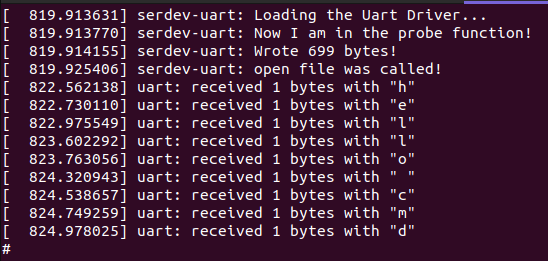 [  819.913631] serdev-uart: Loading the Uart Driver...
[  819.913770] serdev-uart: Now I am in the probe function!
[  819.914155] serdev-uart: Wrote 699 bytes!
[  819.925406] serdev-uart: open file was called!
[  822.562138] uart: received 1 bytes with "h"
[  822.730110] uart: received 1 bytes with "e"
[  822.975549] uart: received 1 bytes with "l"
[  823.602292] uart: received 1 bytes with "l"
[  823.763056] uart: received 1 bytes with "o"
[  824.320943] uart: received 1 bytes with " "
[  824.538657] uart: received 1 bytes with "c"
[  824.749259] uart: received 1 bytes with "m"
[  824.978025] uart: received 1 bytes with "d"
#